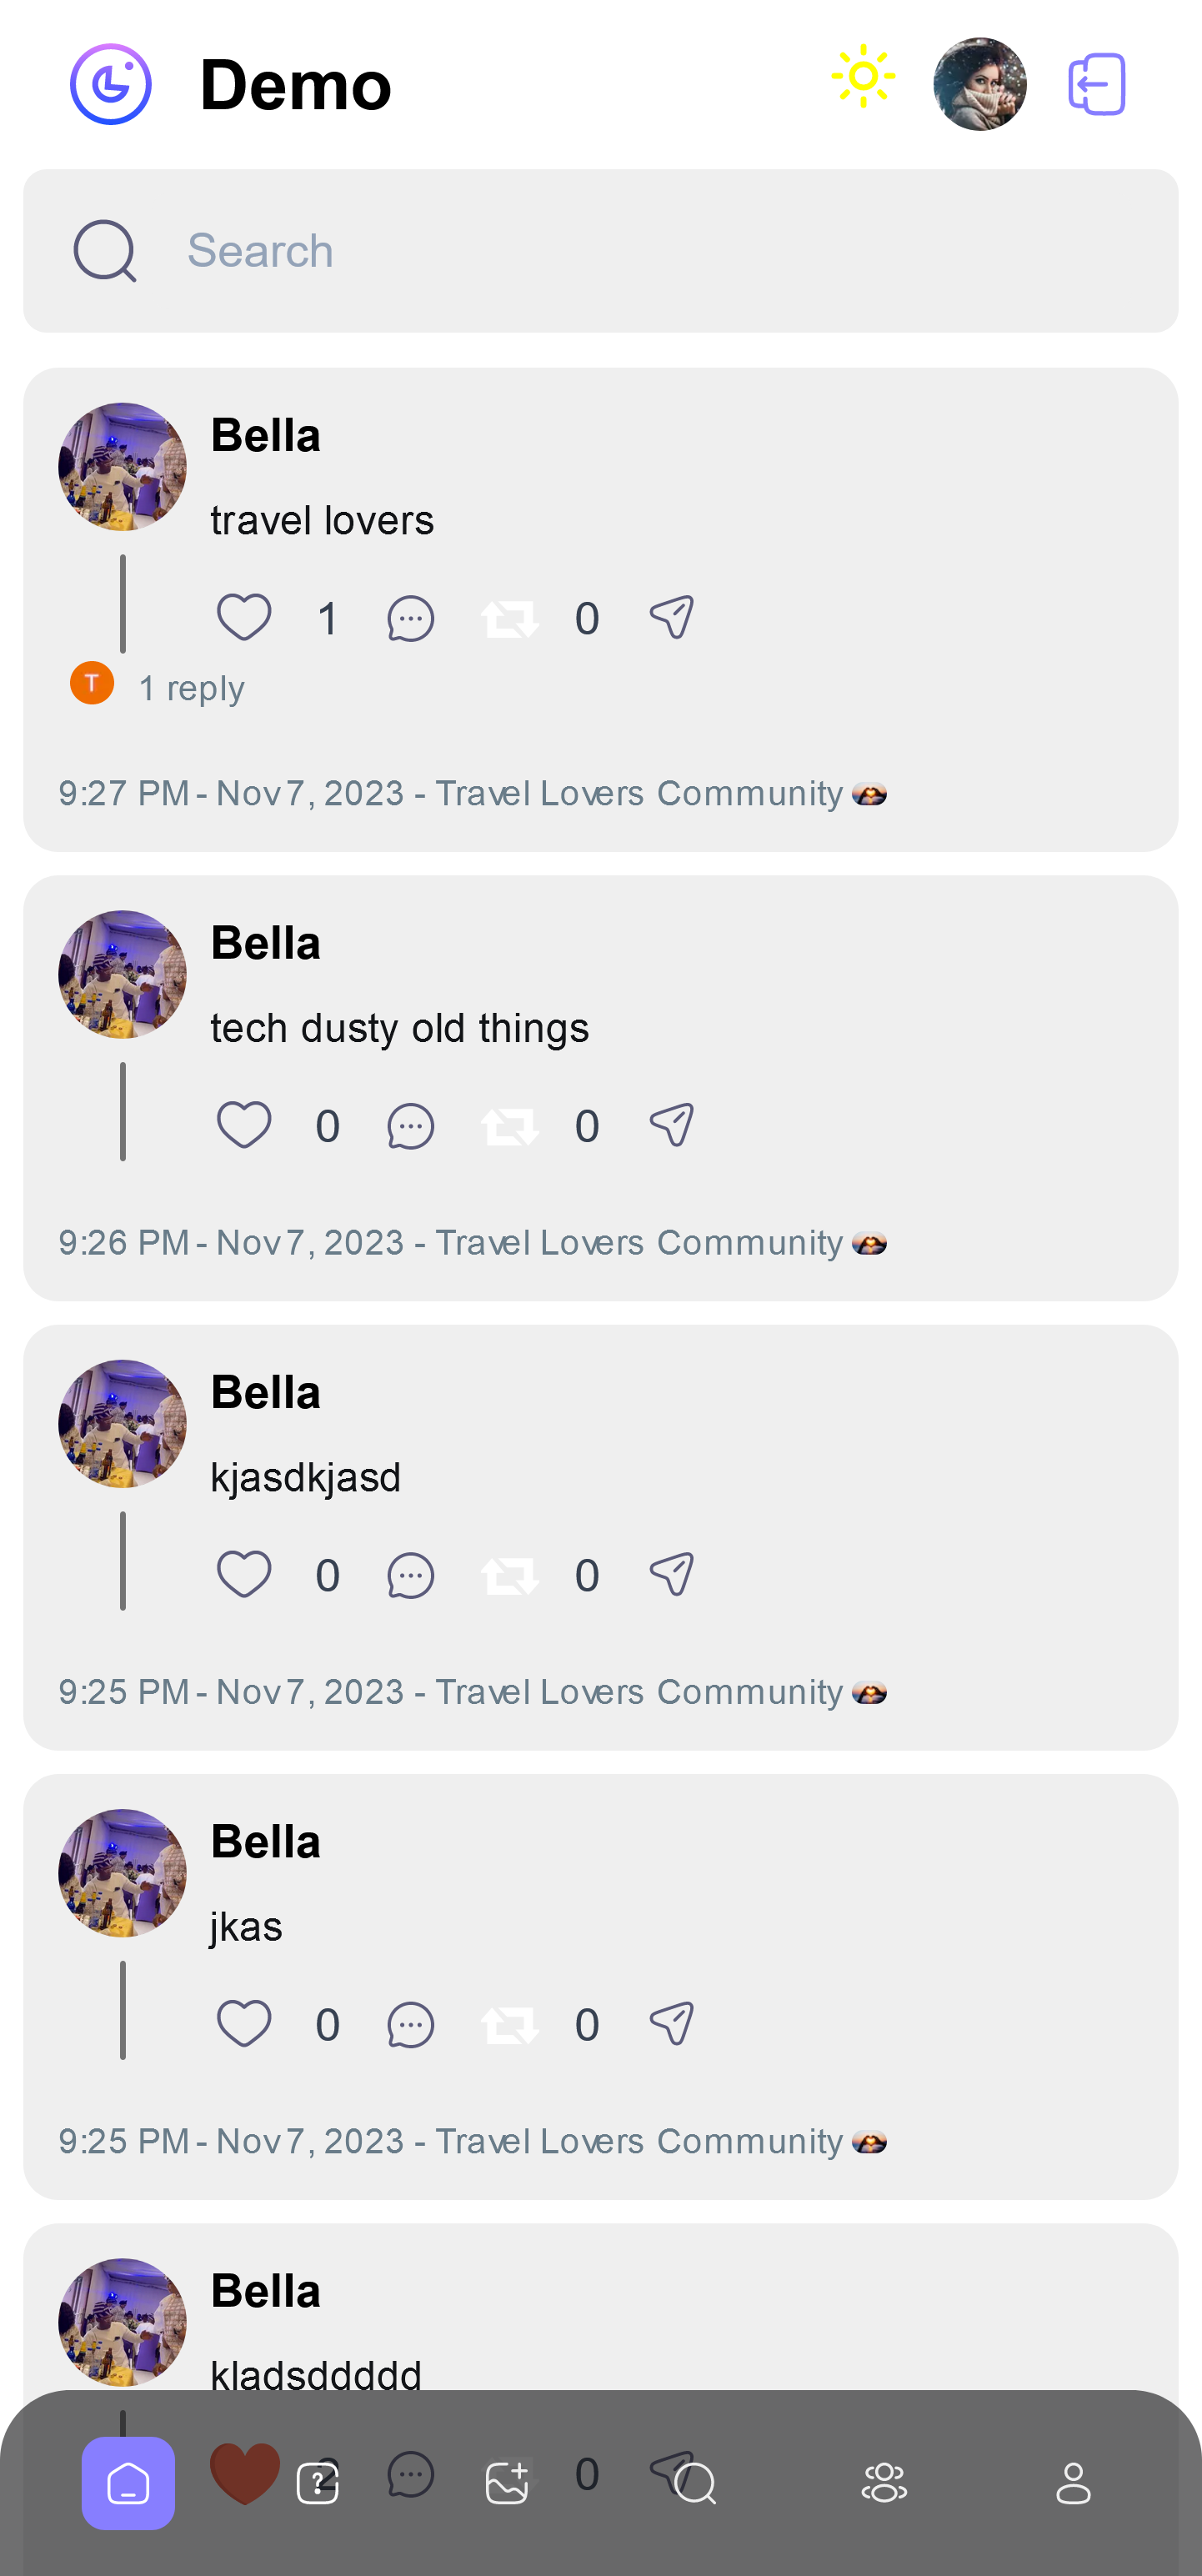 Demo
Search
Bella
travel lovers
1 0
T 1 reply
9:27 PM - Nov 7, 2023 - Travel Lovers Community
Bella
tech dusty old things
0 0
9:26 PM - Nov 7, 2023 - Travel Lovers Community
Bella
kjasdkjasd
0 0
9:25 PM - Nov 7, 2023 - Travel Lovers Community
Bella
jkas
0 0
9:25 PM - Nov 7, 2023 - Travel Lovers Community
Bella
kladsddddd
2 0